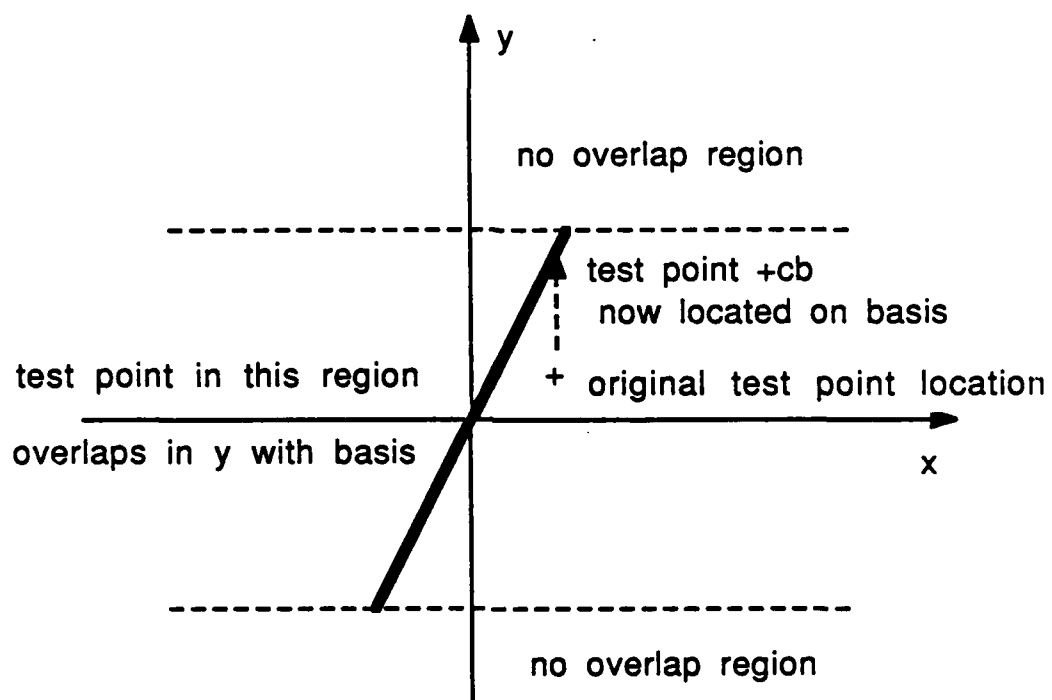 y
no overlap region
test point +cb
now located on basis
test point in this region
+ original test point location
overlaps in y with basis
x
no overlap region